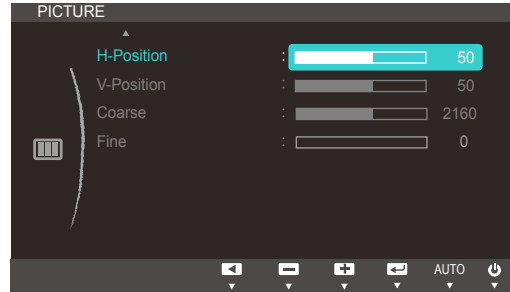 PICTURE
H-Position : 50
V-Position : 50
Coarse : 2160
Fine : 0
AUTO